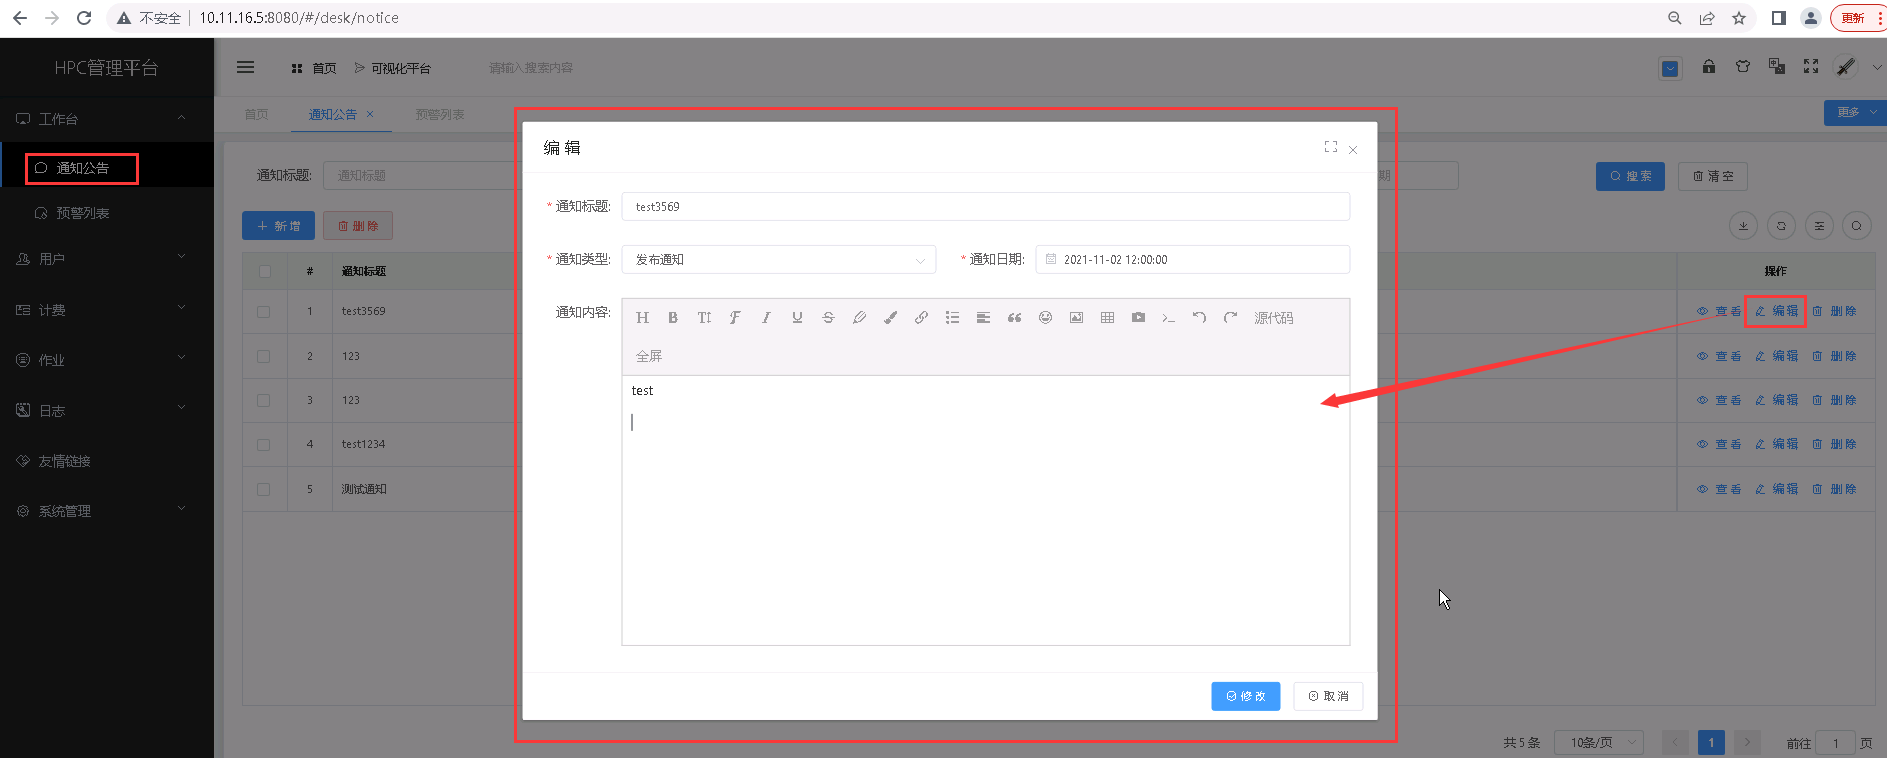 不安全 10.11.16.5:8080/#/desk/notice 更新
HPC管理平台 首页 可视化平台 请输入搜索内容
工作台 首页 通知公告 × 预警列表 更多
通知公告
预警列表
用户
计费
作业
日志
友情链接
系统管理
通知标题: 通知标题 期 搜索 清空
新增 删除
# 通知标题 操作
1 test3569 查看 编辑 删除
2 123 查看 编辑 删除
3 123 查看 编辑 删除
4 test1234 查看 编辑 删除
5 测试通知 查看 编辑 删除
编辑
* 通知标题: test3569
* 通知类型: 发布通知 * 通知日期: 2021-11-02 12:00:00
通知内容: 源代码
全屏
test
修改 取消
共 5 条 10条/页 1 前往 1 页